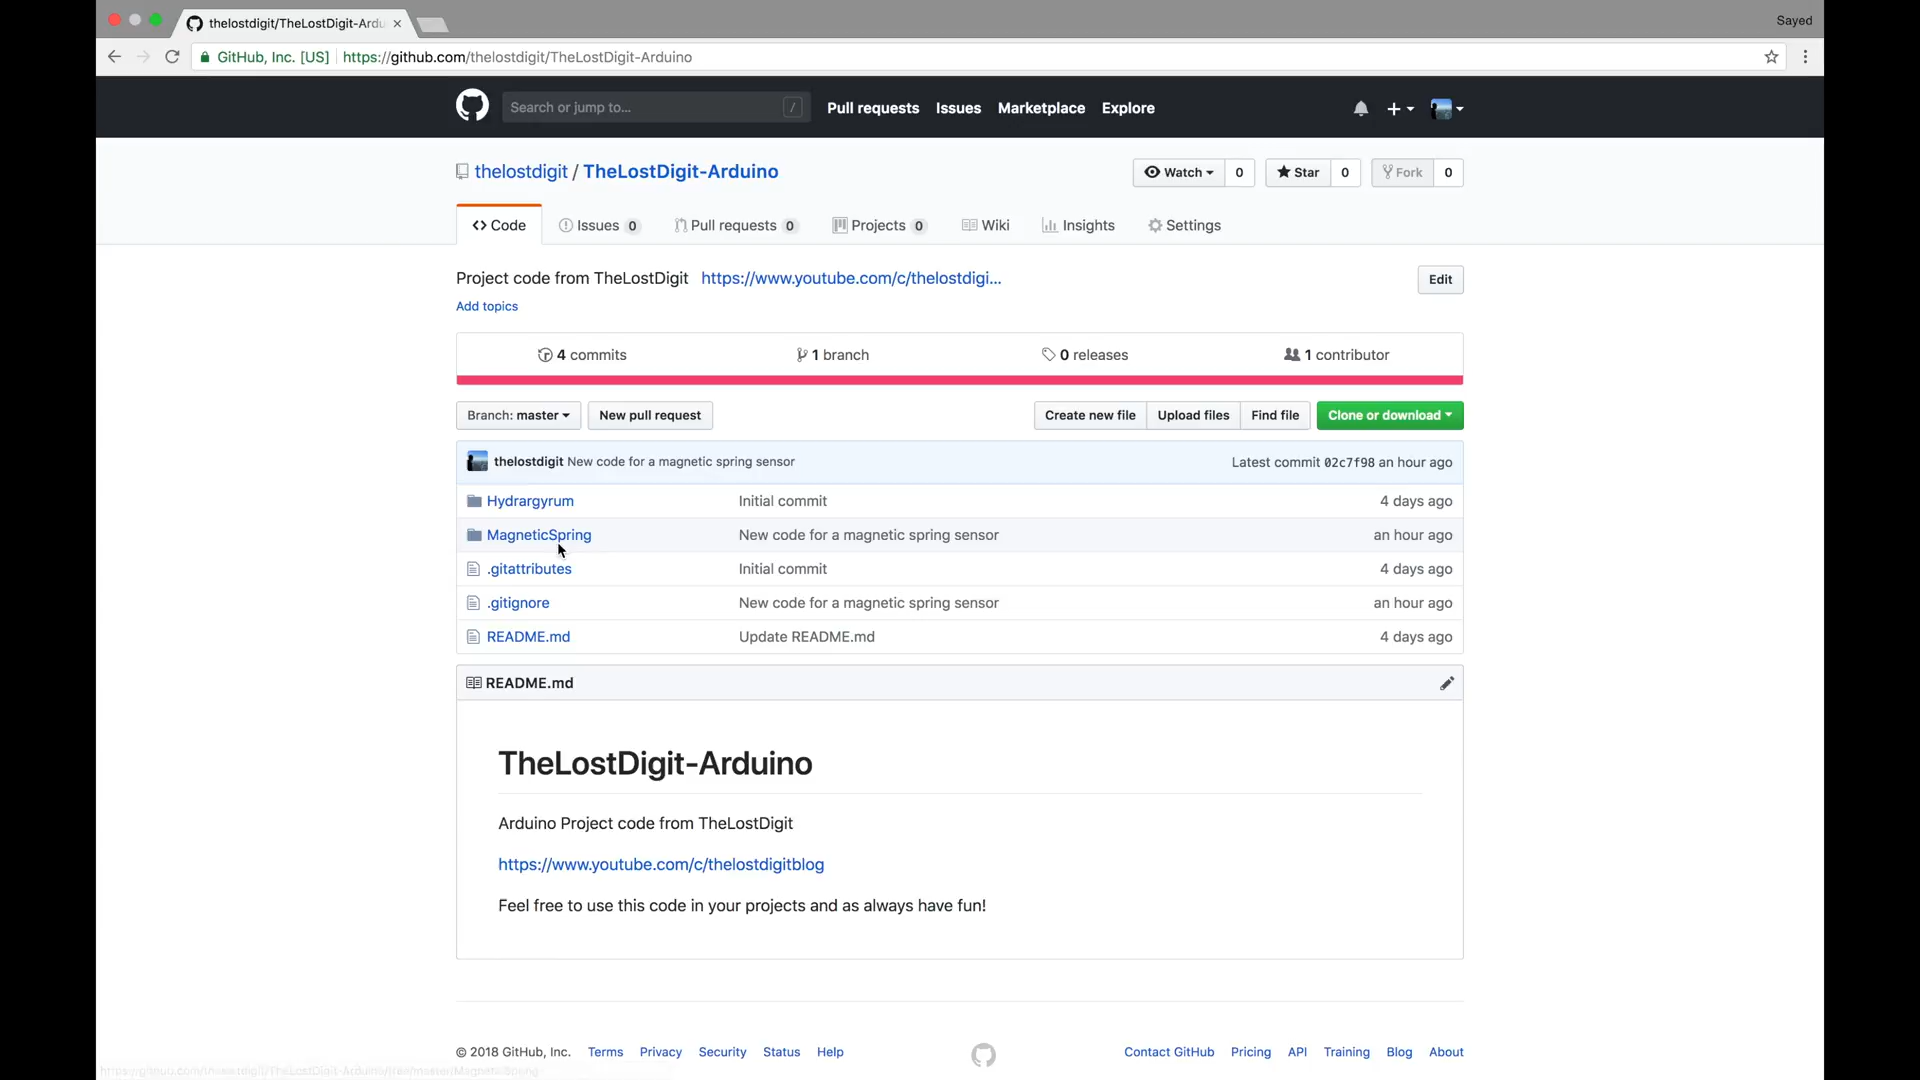 thelostdigit/TheLostDigit-Ardu
Sayed
GitHub, Inc. [US] https://github.com/thelostdigit/TheLostDigit-Arduino
Search or jump to... / Pull requests Issues Marketplace Explore
thelostdigit / TheLostDigit-Arduino Watch 0 Star 0 Fork 0
Code Issues 0 Pull requests 0 Projects 0 Wiki Insights Settings
Project code from TheLostDigit https://www.youtube.com/c/thelostdigi... Edit
Add topics
4 commits 1 branch 0 releases 1 contributor
Branch: master New pull request Create new file Upload files Find file Clone or download
thelostdigit New code for a magnetic spring sensor Latest commit 02c7f98 an hour ago
Hydrargyrum Initial commit 4 days ago
MagneticSpring New code for a magnetic spring sensor an hour ago
.gitattributes Initial commit 4 days ago
.gitignore New code for a magnetic spring sensor an hour ago
README.md Update README.md 4 days ago
README.md
TheLostDigit-Arduino
Arduino Project code from TheLostDigit
https://www.youtube.com/c/thelostdigitblog
Feel free to use this code in your projects and as always have fun!
© 2018 GitHub, Inc. Terms Privacy Security Status Help Contact GitHub Pricing API Training Blog About